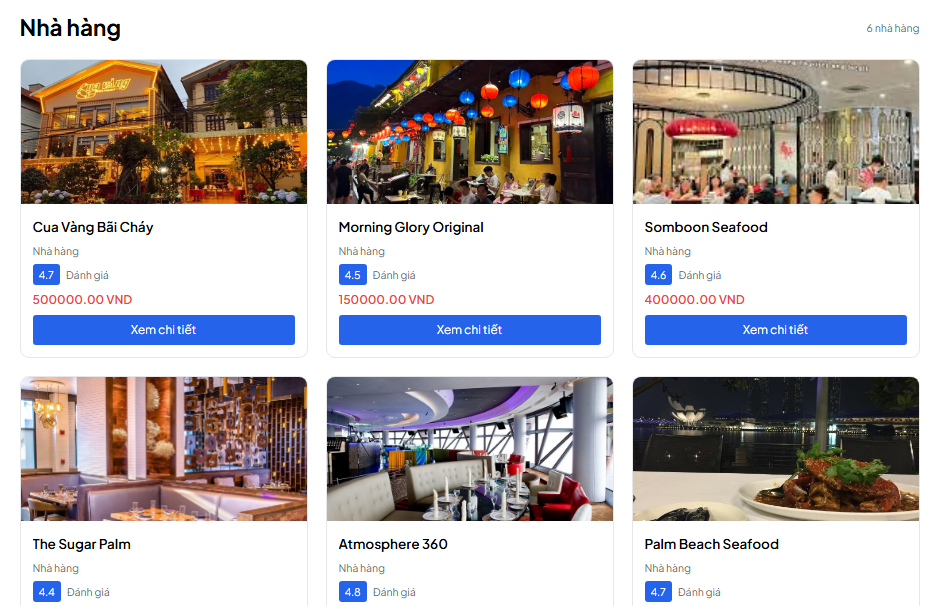 Nhà hàng
6 nhà hàng
Cua Vàng Bãi Cháy
Nhà hàng
4.7 Đánh giá
500000.00 VND
Xem chi tiết
Morning Glory Original
Nhà hàng
4.5 Đánh giá
150000.00 VND
Xem chi tiết
Somboon Seafood
Nhà hàng
4.6 Đánh giá
400000.00 VND
Xem chi tiết
The Sugar Palm
Nhà hàng
4.4 Đánh giá
Atmosphere 360
Nhà hàng
4.8 Đánh giá
Palm Beach Seafood
Nhà hàng
4.7 Đánh giá